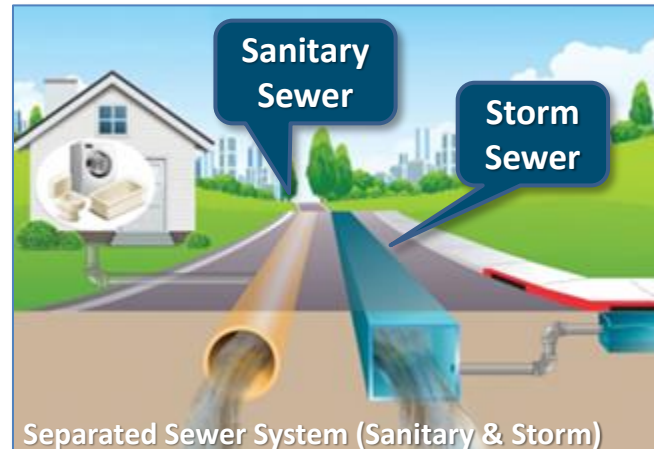 Sanitary
Sewer
Storm
Sewer
Separated Sewer System (Sanitary & Storm)